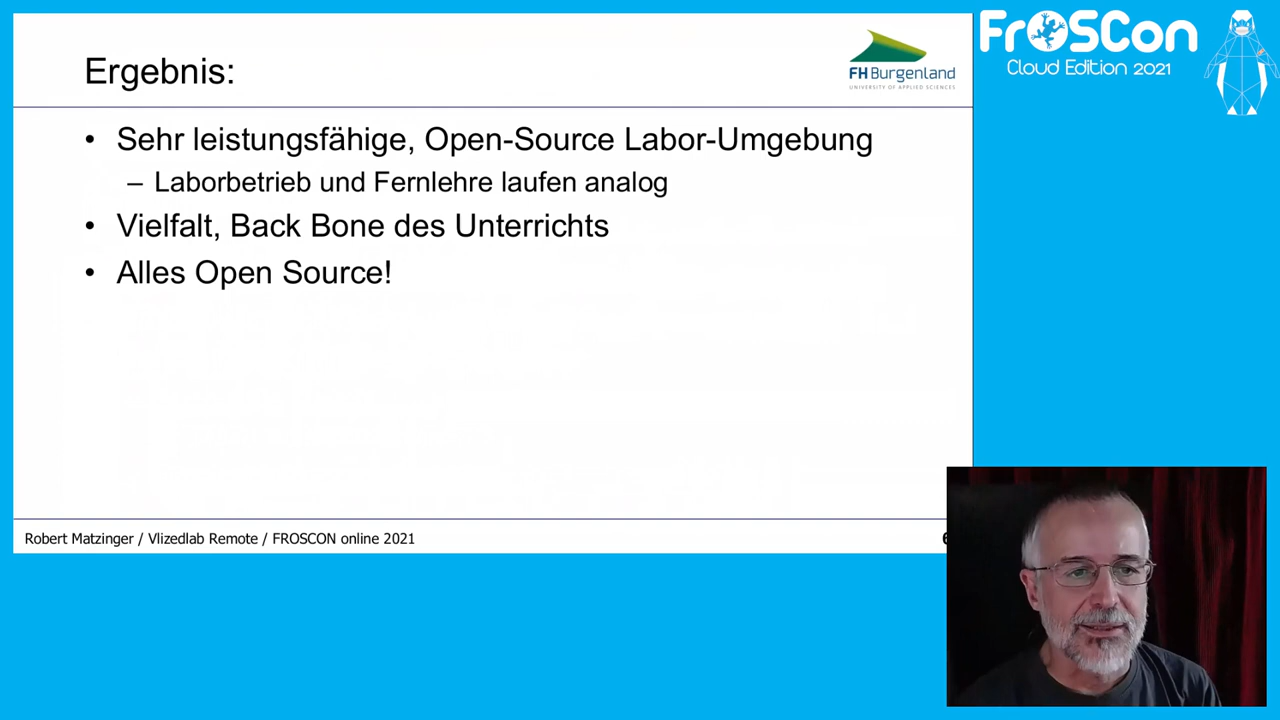 Ergebnis:
FH Burgenland
UNIVERSITY OF APPLIED SCIENCES
• Sehr leistungsfähige, Open-Source Labor-Umgebung
– Laborbetrieb und Fernlehre laufen analog
• Vielfalt, Back Bone des Unterrichts
• Alles Open Source!
Robert Matzinger / Vlizedlab Remote / FROSCON online 2021
FrOSCon
Cloud Edition 2021